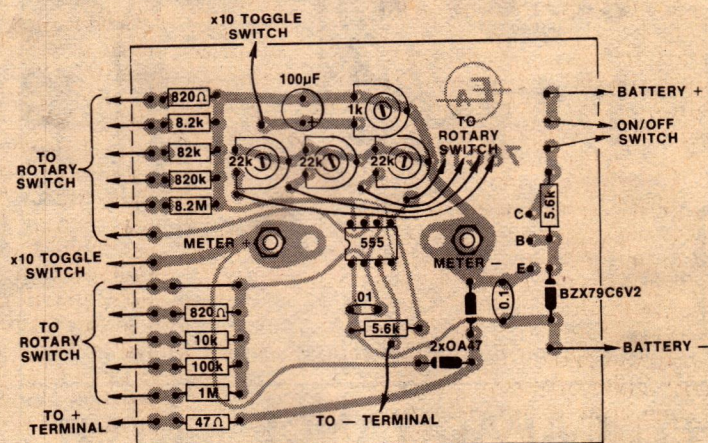 x10 TOGGLE
SWITCH
100µF
+
1k
820Ω
8.2k
82k
820k
8.2M
TO
ROTARY
SWITCH
22k
22k
22k
TO
ROTARY
SWITCH
EA
BATTERY +
ON/OFF
SWITCH
5.6k
C
B
E
METER +
555
METER -
x10 TOGGLE
SWITCH
BZX79C6V2
.01
0.1
820Ω
10k
100k
1M
TO
ROTARY
SWITCH
5.6k
2xOA47
BATTERY -
TO +
TERMINAL
47Ω
TO - TERMINAL